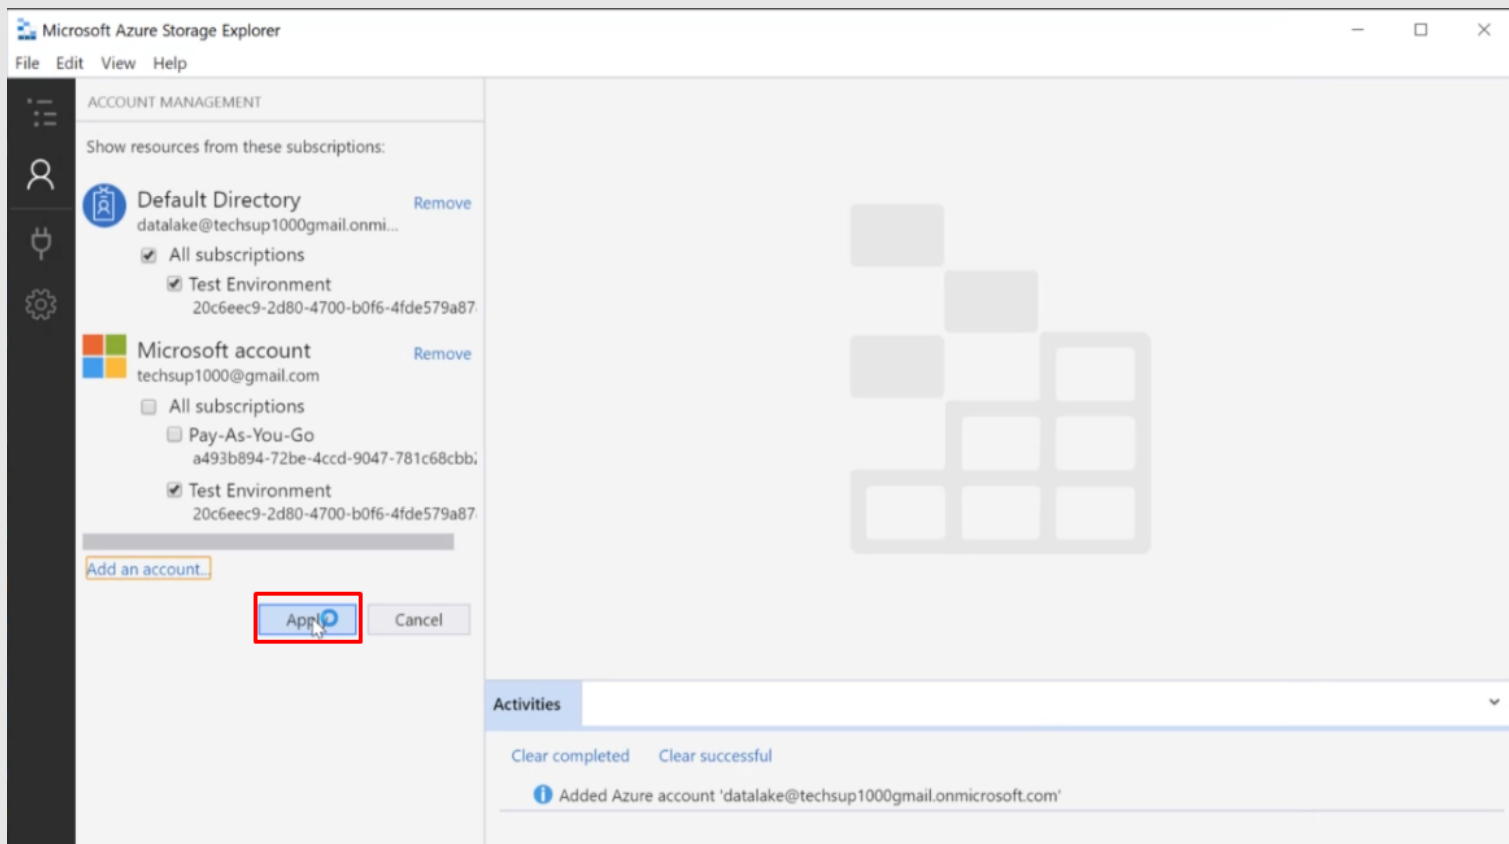 Microsoft Azure Storage Explorer
File Edit View Help
ACCOUNT MANAGEMENT
Show resources from these subscriptions:
Default Directory Remove
datalake@techsup1000gmail.onmi...
All subscriptions
Test Environment
20c6eec9-2d80-4700-b0f6-4fde579a87
Microsoft account Remove
techsup1000@gmail.com
All subscriptions
Pay-As-You-Go
a493b894-72be-4ccd-9047-781c68cbb2
Test Environment
20c6eec9-2d80-4700-b0f6-4fde579a87
Add an account...
Apply Cancel
Activities
Clear completed Clear successful
Added Azure account 'datalake@techsup1000gmail.onmicrosoft.com'